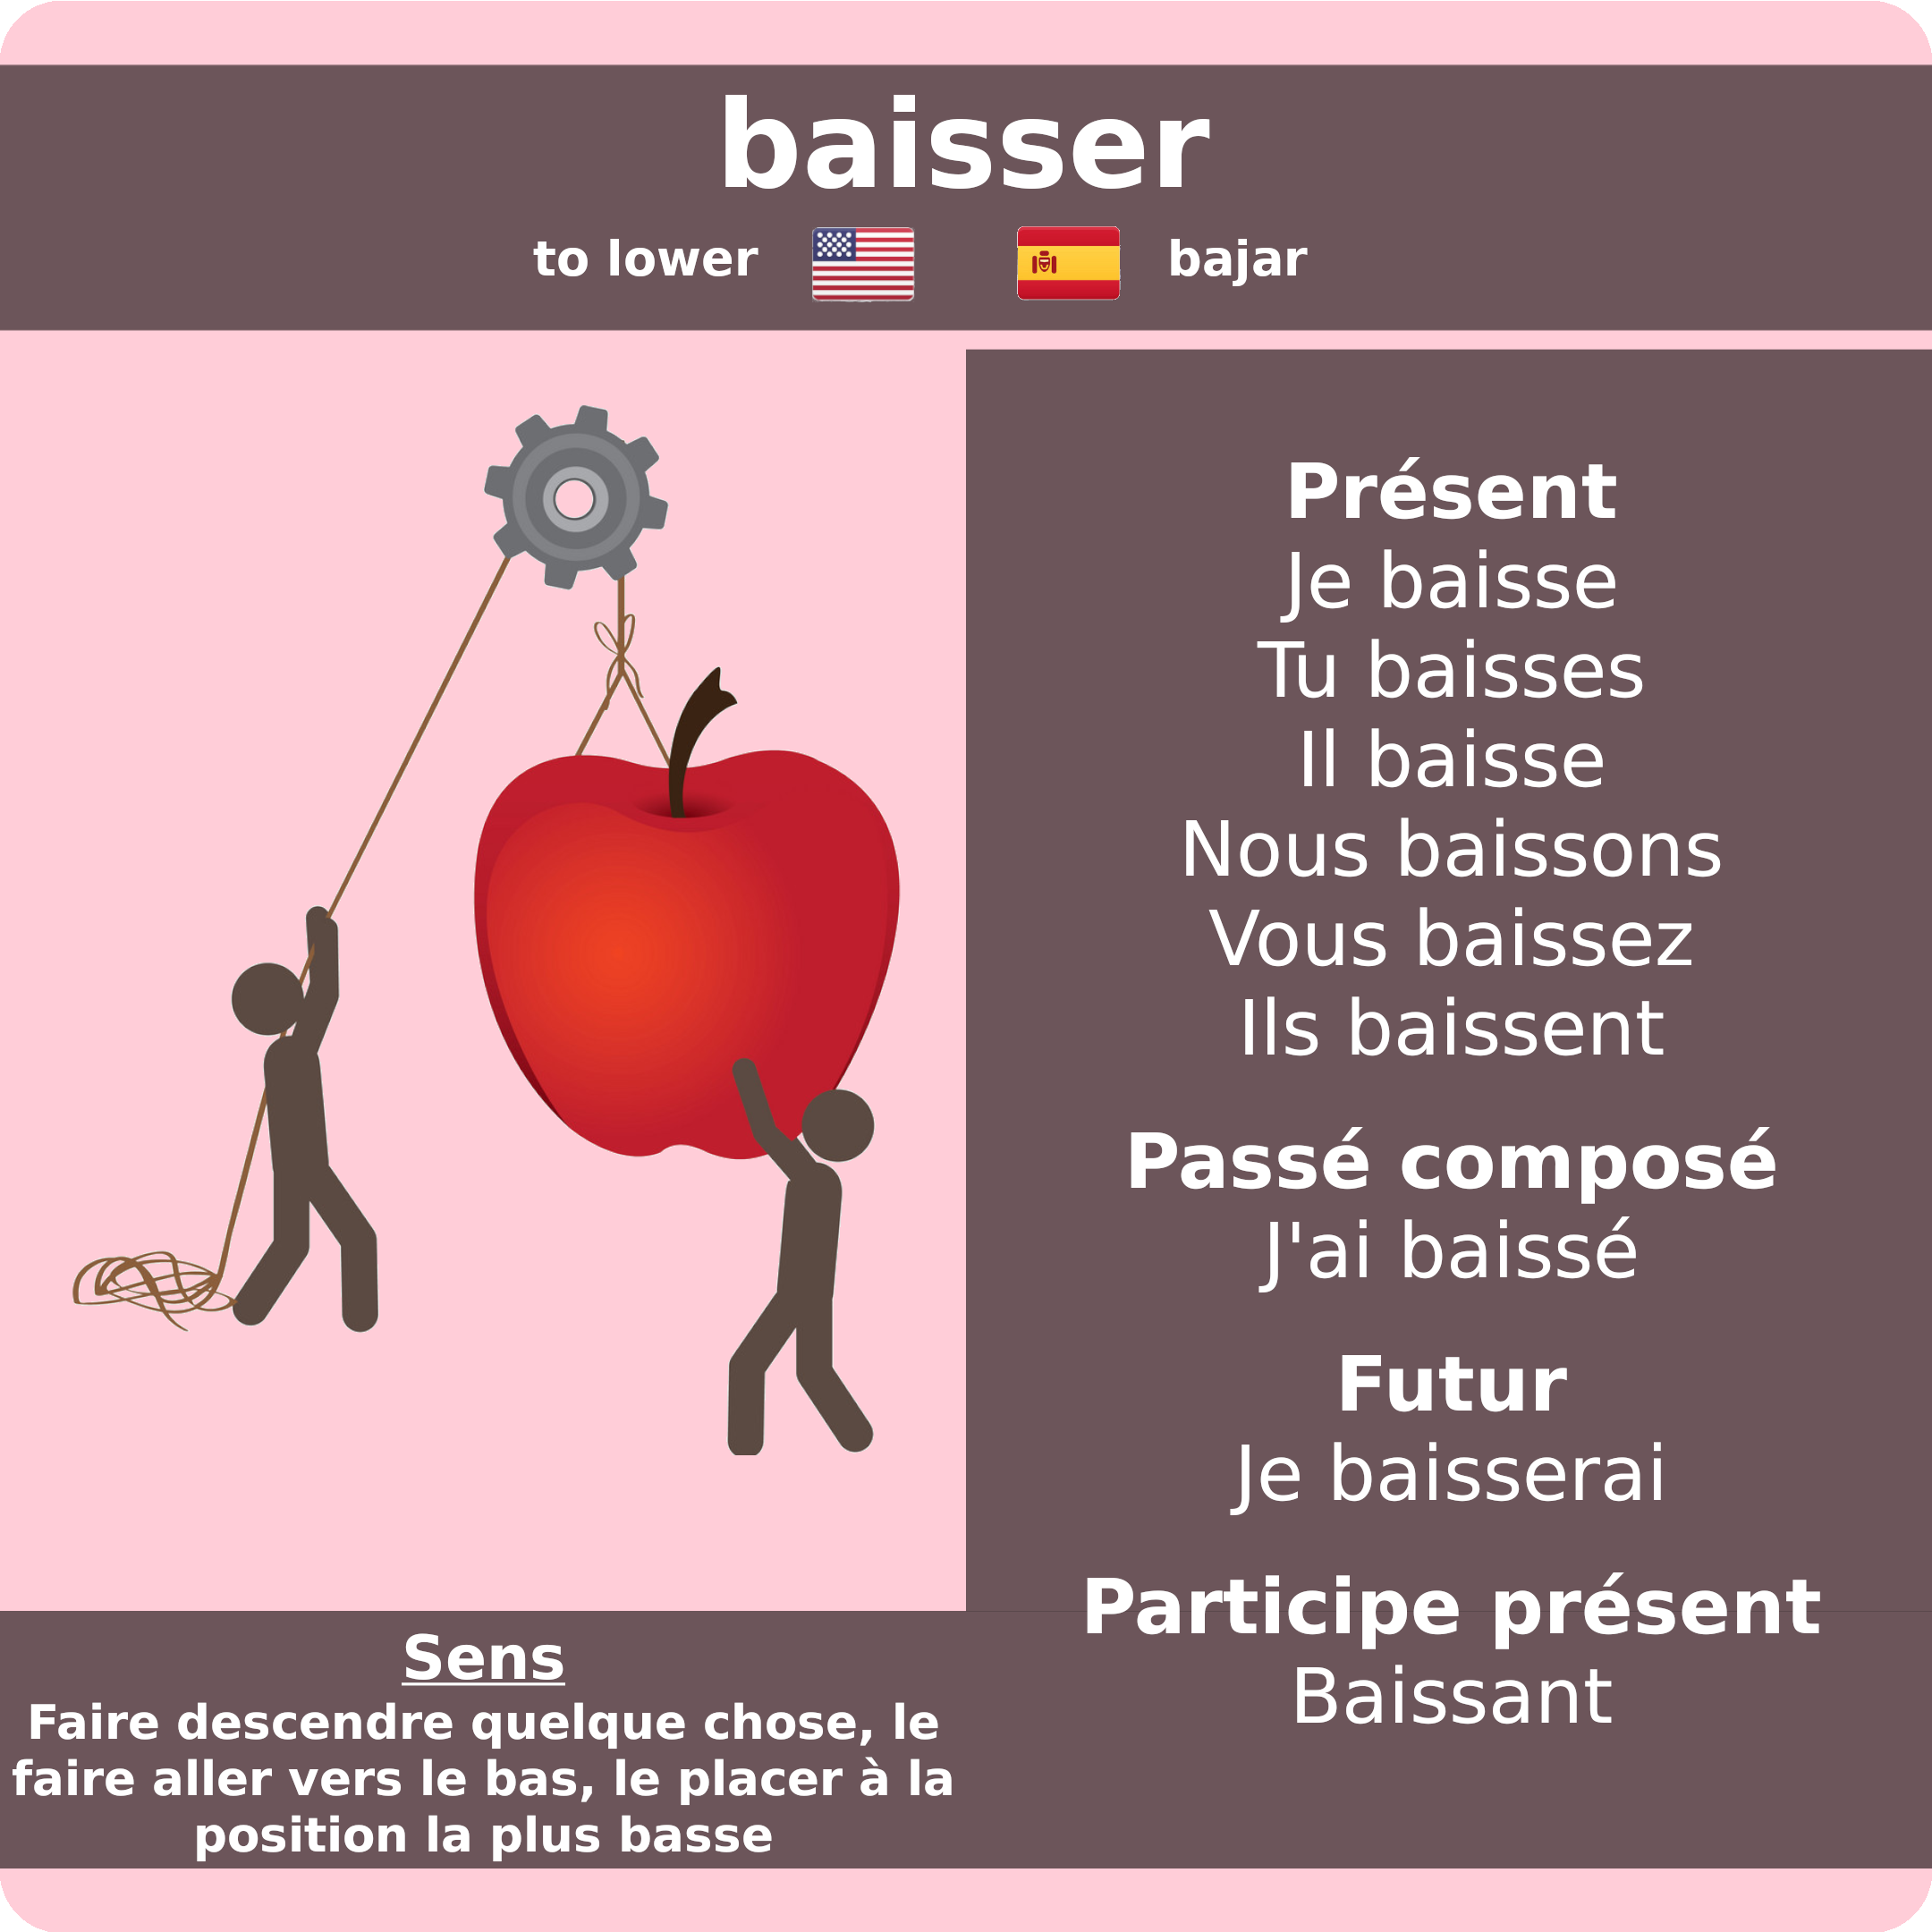 baisser
to lower
bajar
Présent
Je baisse
Tu baisses
Il baisse
Nous baissons
Vous baissez
Ils baissent
Passé composé
J'ai baissé
Futur
Je baisserai
Participe présent
Baissant
Sens
Faire descendre quelque chose, le
faire aller vers le bas, le placer à la
position la plus basse